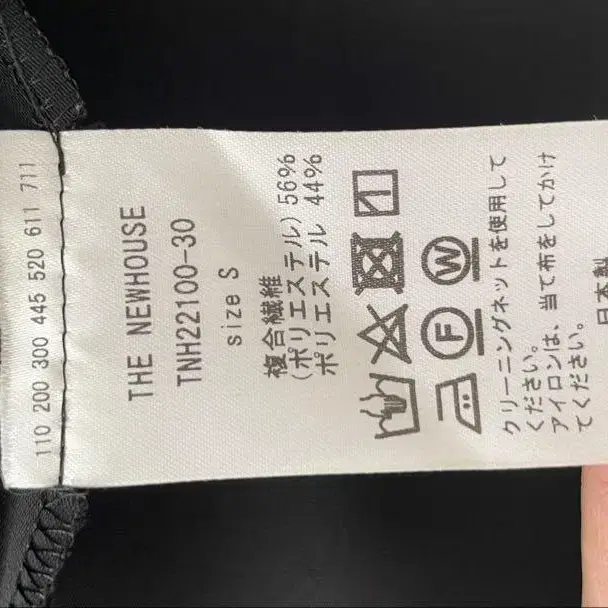 110 200 300 445 520 611 711
THE NEWHOUSE
TNH22100-30
size S
複合繊維
(ポリエステル) 56%
ポリエステル 44%
F W
クリーニングネットを使用して
ください。
アイロンは、当て布をしてかけ
てください。
日本製